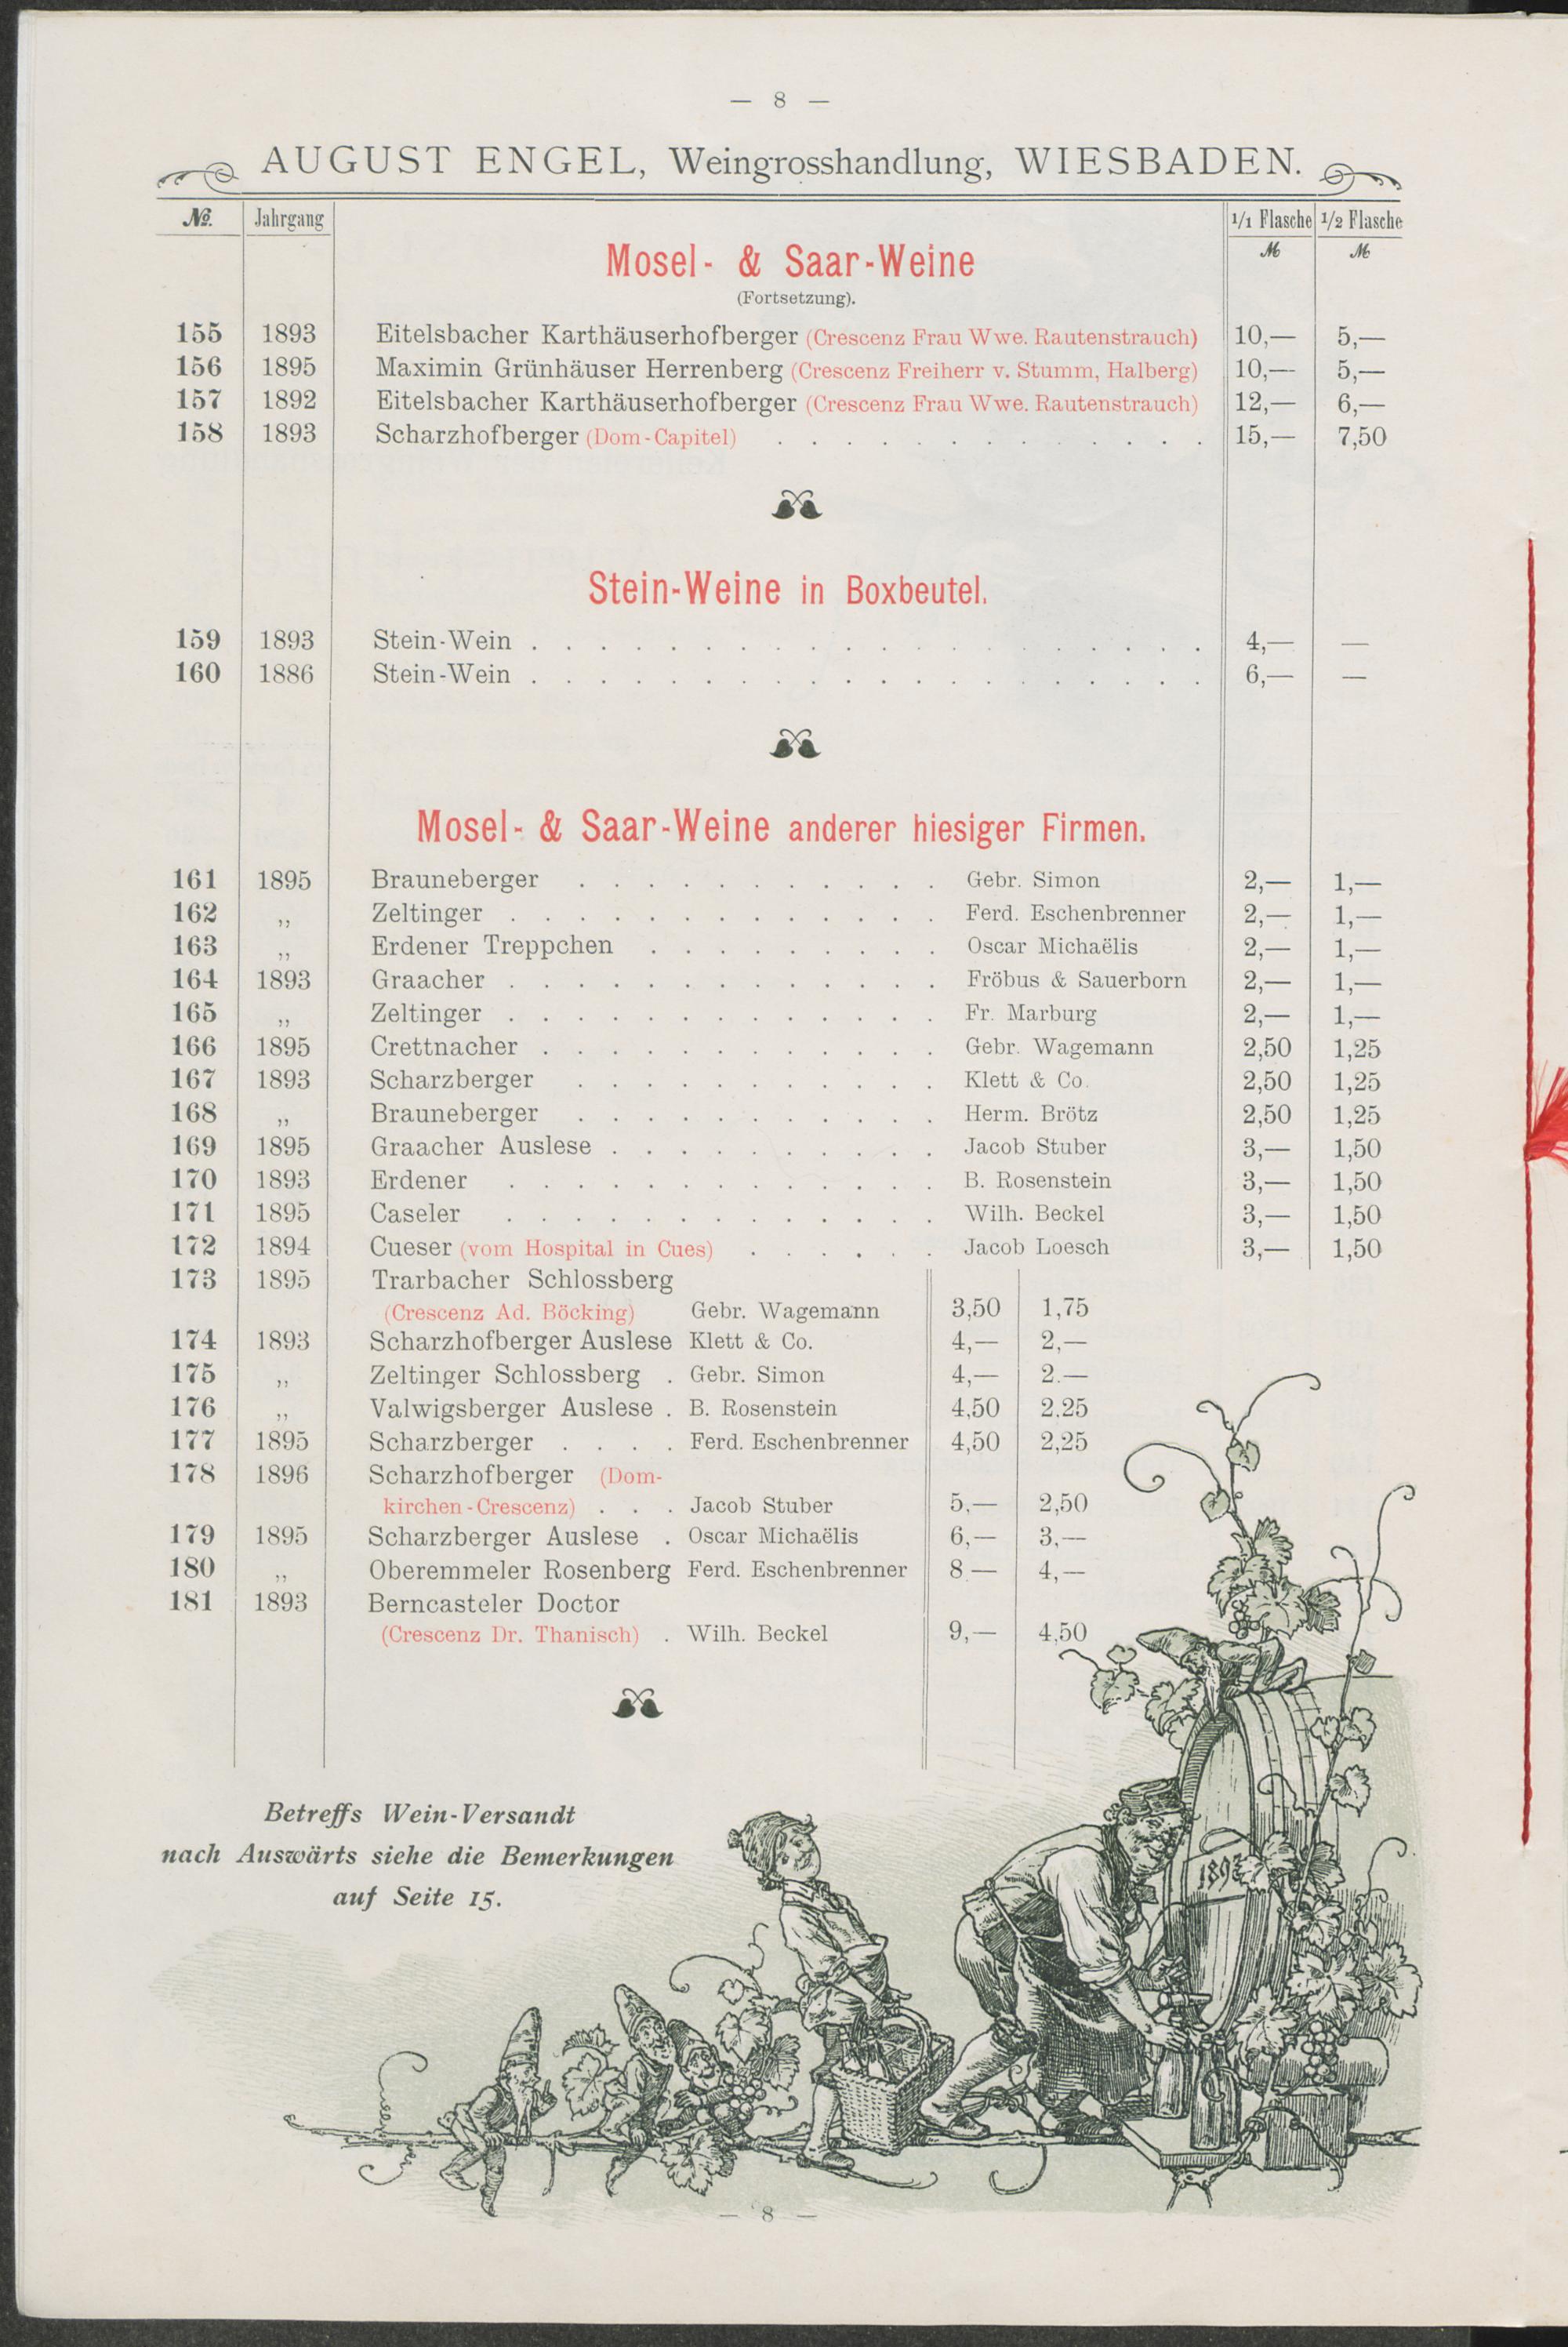 — 8 —
AUGUST ENGEL, Weingrosshandlung, WIESBADEN.
No. Jahrgang 1/1 Flasche 1/2 Flasche
M M
Mosel- & Saar-Weine
(Fortsetzung).
155 1893 Eitelsbacher Karthäuserhofberger (Crescenz Frau Wwe. Rautenstrauch) 10,— 5,—
156 1895 Maximin Grünhäuser Herrenberg (Crescenz Freiherr v. Stumm, Halberg) 10,— 5,—
157 1892 Eitelsbacher Karthäuserhofberger (Crescenz Frau Wwe. Rautenstrauch) 12,— 6,—
158 1893 Scharzhofberger (Dom-Capitel) . . . . . . . . . . . . . 15,— 7,50
Stein-Weine in Boxbeutel.
159 1893 Stein-Wein . . . . . . . . . . . . . . . . . . . . 4,— —
160 1886 Stein-Wein . . . . . . . . . . . . . . . . . . . . 6,— —
Mosel- & Saar-Weine anderer hiesiger Firmen.
161 1895 Brauneberger . . . . . . . . . . . Gebr. Simon 2,— 1,—
162 ,, Zeltinger . . . . . . . . . . . . . Ferd. Eschenbrenner 2,— 1,—
163 ,, Erdener Treppchen . . . . . . . . . Oscar Michaëlis 2,— 1,—
164 1893 Graacher . . . . . . . . . . . . . Fröbus & Sauerborn 2,— 1,—
165 ,, Zeltinger . . . . . . . . . . . . . Fr. Marburg 2,— 1,—
166 1895 Crettnacher . . . . . . . . . . . . Gebr. Wagemann 2,50 1,25
167 1893 Scharzberger . . . . . . . . . . . Klett & Co. 2,50 1,25
168 ,, Brauneberger . . . . . . . . . . . Herm. Brötz 2,50 1,25
169 1895 Graacher Auslese . . . . . . . . . . Jacob Stuber 3,— 1,50
170 1893 Erdener . . . . . . . . . . . . . B. Rosenstein 3,— 1,50
171 1895 Caseler . . . . . . . . . . . . . Wilh. Beckel 3,— 1,50
172 1894 Cueser (vom Hospital in Cues) . . . . . . Jacob Loesch 3,— 1,50
173 1895 Trarbacher Schlossberg
(Crescenz Ad. Böcking) Gebr. Wagemann 3,50 1,75
174 1893 Scharzhofberger Auslese Klett & Co. 4,— 2,—
175 ,, Zeltinger Schlossberg . Gebr. Simon 4,— 2.—
176 ,, Valwigsberger Auslese . B. Rosenstein 4,50 2.25
177 1895 Scharzberger . . . . Ferd. Eschenbrenner 4,50 2,25
178 1896 Scharzhofberger (Dom-
kirchen-Crescenz) . . . Jacob Stuber 5,— 2,50
179 1895 Scharzberger Auslese . Oscar Michaëlis 6,— 3,—
180 ,, Oberemmeler Rosenberg Ferd. Eschenbrenner 8.— 4,—
181 1893 Berncasteler Doctor
(Crescenz Dr. Thanisch) . Wilh. Beckel 9,— 4,50
Betreffs Wein-Versandt
nach Auswärts siehe die Bemerkungen
auf Seite 15.
1893
— 8 —